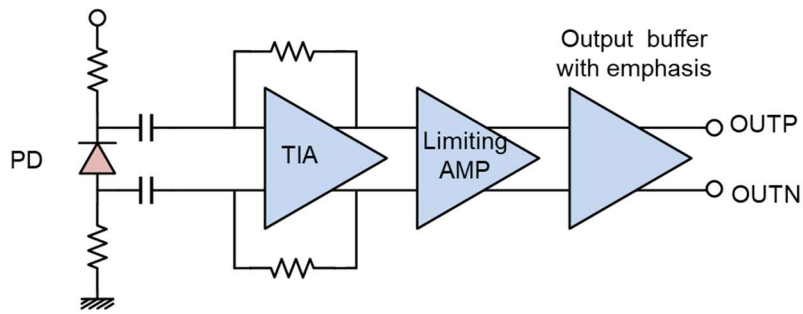 Output buffer
with emphasis
OUTP
PD
TIA
Limiting
AMP
OUTN